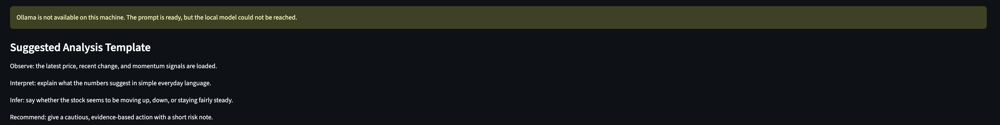 Ollama is not available on this machine. The prompt is ready, but the local model could not be reached.
Suggested Analysis Template
Observe: the latest price, recent change, and momentum signals are loaded.
Interpret: explain what the numbers suggest in simple everyday language.
Infer: say whether the stock seems to be moving up, down, or staying fairly steady.
Recommend: give a cautious, evidence-based action with a short risk note.